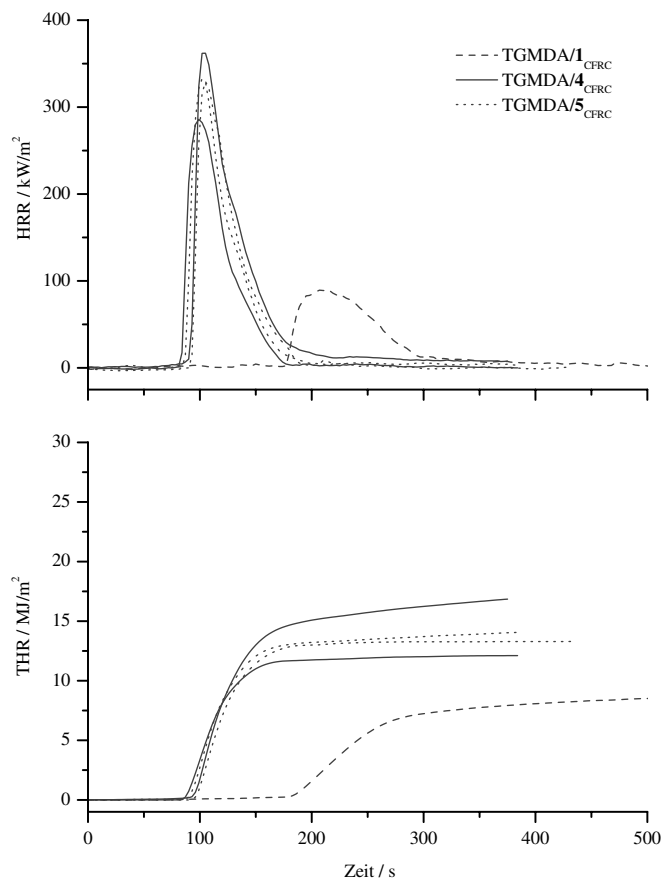 400
300
200
100
0
HRR / kW/m²
TGMDA/1CFRC
TGMDA/4CFRC
TGMDA/5CFRC
30
25
20
15
10
5
0
THR / MJ/m²
0 100 200 300 400 500
Zeit / s